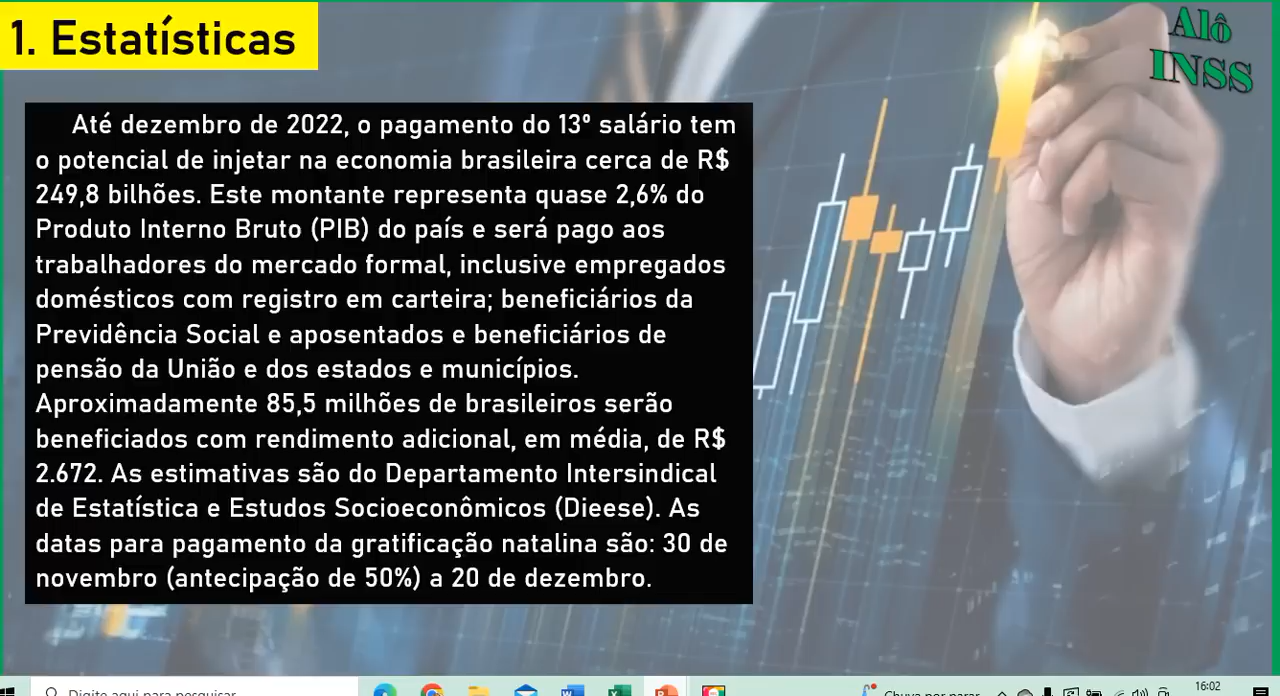 1. Estatísticas
Alô
INSS
Até dezembro de 2022, o pagamento do 13º salário tem
o potencial de injetar na economia brasileira cerca de R$
249,8 bilhões. Este montante representa quase 2,6% do
Produto Interno Bruto (PIB) do país e será pago aos
trabalhadores do mercado formal, inclusive empregados
domésticos com registro em carteira; beneficiários da
Previdência Social e aposentados e beneficiários de
pensão da União e dos estados e municípios.
Aproximadamente 85,5 milhões de brasileiros serão
beneficiados com rendimento adicional, em média, de R$
2.672. As estimativas são do Departamento Intersindical
de Estatística e Estudos Socioeconômicos (Dieese). As
datas para pagamento da gratificação natalina são: 30 de
novembro (antecipação de 50%) a 20 de dezembro.
Digite aqui para pesquisar
Chuva por parar
16:02